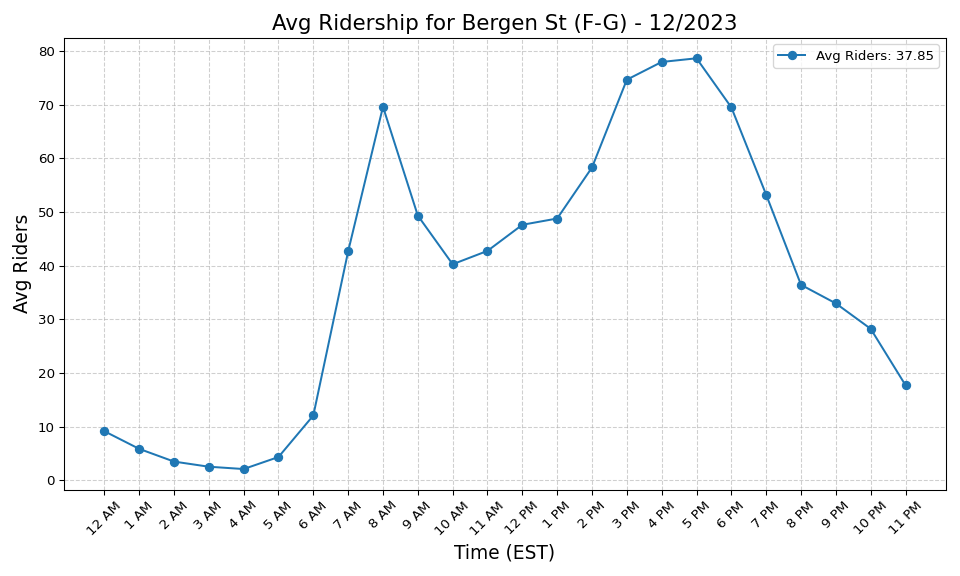 Avg Ridership for Bergen St (F-G) - 12/2023
Avg Riders: 37.85
Avg Riders
80
70
60
50
40
30
20
10
0
12 AM 1 AM 2 AM 3 AM 4 AM 5 AM 6 AM 7 AM 8 AM 9 AM 10 AM 11 AM 12 PM 1 PM 2 PM 3 PM 4 PM 5 PM 6 PM 7 PM 8 PM 9 PM 10 PM 11 PM
Time (EST)